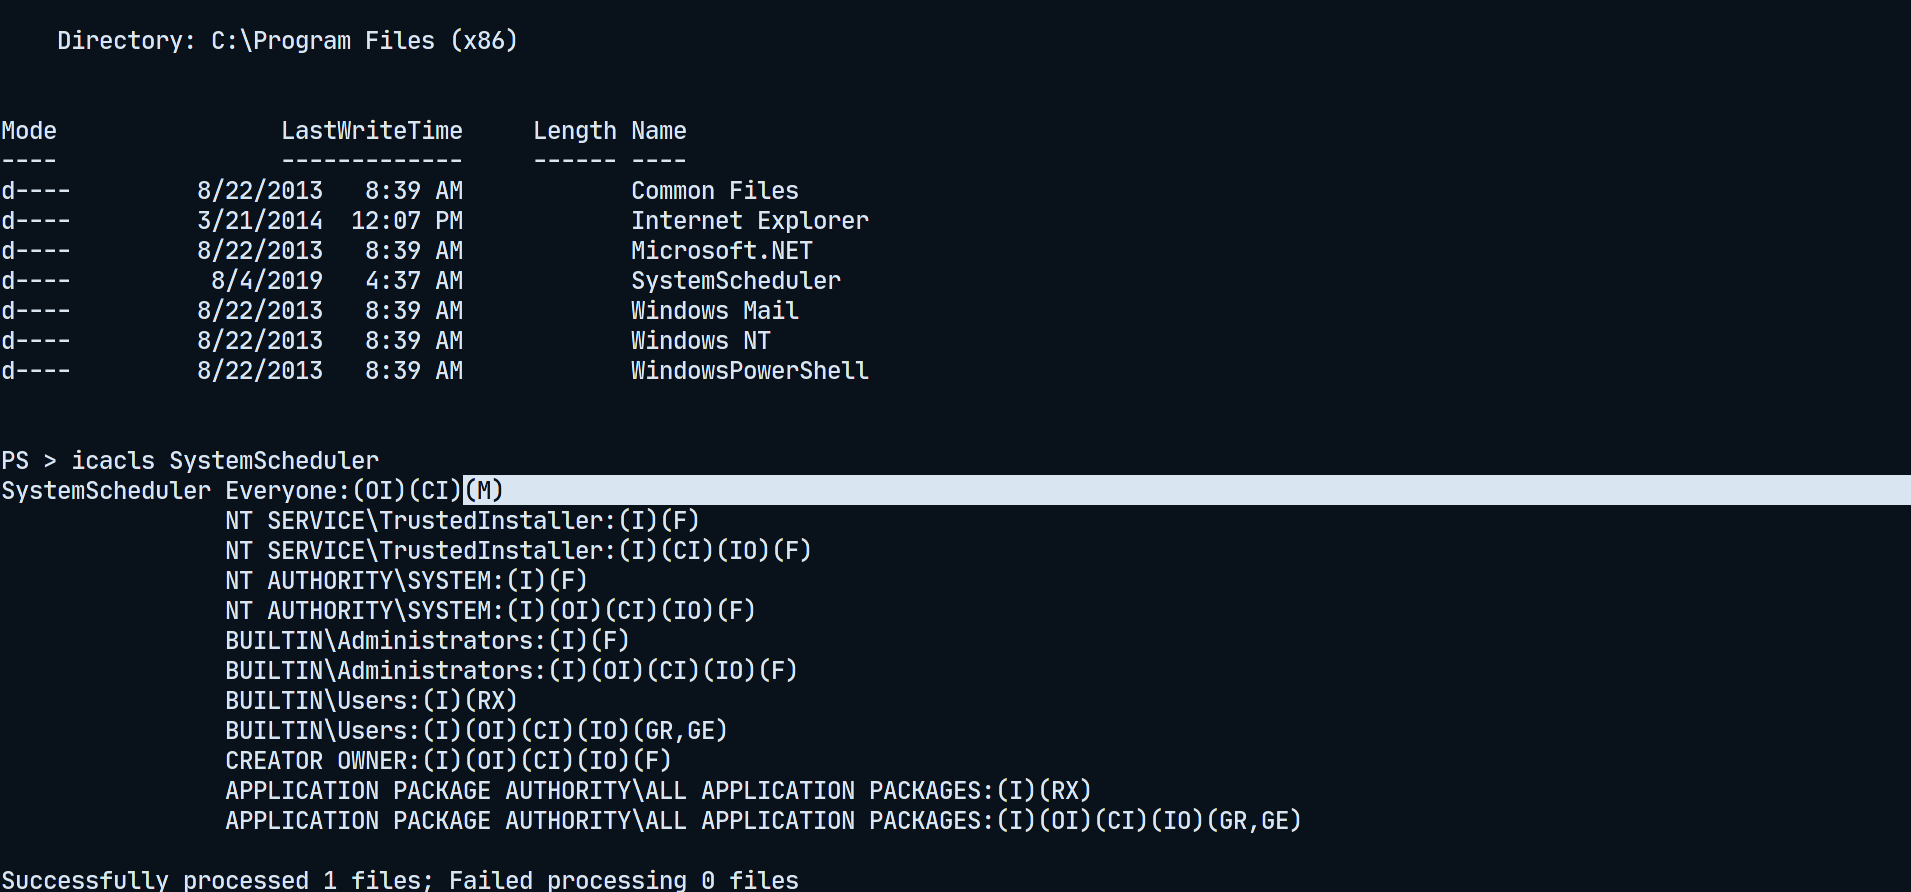 Directory: C:\Program Files (x86)
Mode                LastWriteTime     Length Name
----                -------------     ------ ----
d----         8/22/2013   8:39 AM            Common Files
d----         3/21/2014  12:07 PM            Internet Explorer
d----         8/22/2013   8:39 AM            Microsoft.NET
d----          8/4/2019   4:37 AM            SystemScheduler
d----         8/22/2013   8:39 AM            Windows Mail
d----         8/22/2013   8:39 AM            Windows NT
d----         8/22/2013   8:39 AM            WindowsPowerShell
PS > icacls SystemScheduler
SystemScheduler Everyone:(OI)(CI)(M)
                NT SERVICE\TrustedInstaller:(I)(F)
                NT SERVICE\TrustedInstaller:(I)(CI)(IO)(F)
                NT AUTHORITY\SYSTEM:(I)(F)
                NT AUTHORITY\SYSTEM:(I)(OI)(CI)(IO)(F)
                BUILTIN\Administrators:(I)(F)
                BUILTIN\Administrators:(I)(OI)(CI)(IO)(F)
                BUILTIN\Users:(I)(RX)
                BUILTIN\Users:(I)(OI)(CI)(IO)(GR,GE)
                CREATOR OWNER:(I)(OI)(CI)(IO)(F)
                APPLICATION PACKAGE AUTHORITY\ALL APPLICATION PACKAGES:(I)(RX)
                APPLICATION PACKAGE AUTHORITY\ALL APPLICATION PACKAGES:(I)(OI)(CI)(IO)(GR,GE)
Successfully processed 1 files; Failed processing 0 files